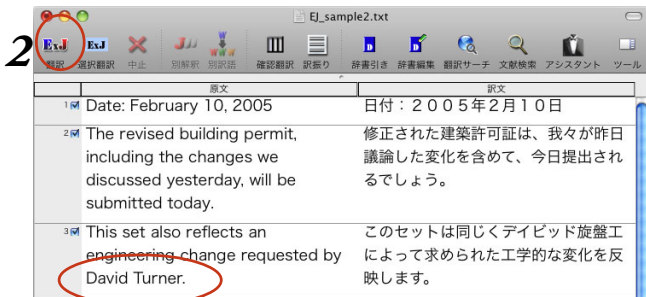 EJ_sample2.txt
2
ExJ ExJ
翻訳 選択翻訳 中止 別解釈 別訳語 確認翻訳 訳振り 辞書引き 辞書編集 翻訳サーチ 文献検索 アシスタント ツール
原文 訳文
1 Date: February 10, 2005
日付：２００５年２月１０日
2 The revised building permit,
including the changes we
discussed yesterday, will be
submitted today.
修正された建築許可証は、我々が昨日
議論した変化を含めて、今日提出され
るでしょう。
3 This set also reflects an
engineering change requested by
David Turner.
このセットは同じくデイビッド旋盤工
によって求められた工学的な変化を反
映します。